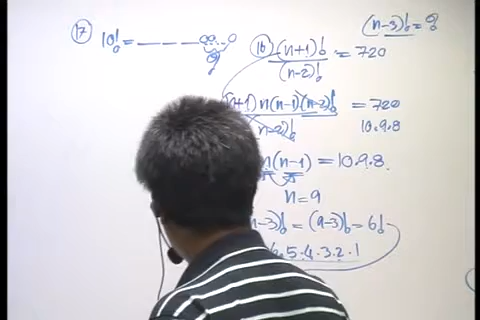 (n-3)! = ?
17 10! = _ _ _ _ _ _ 0
?
16 (n+1)! / (n-2)! = 720
n+1) n(n-1)(n-2)! / n-2)! = 720
10.9.8
n(n-1) = 10.9.8.
n = 9
n-3)! = (9-3)! = 6!
6.5.4.3.2.1